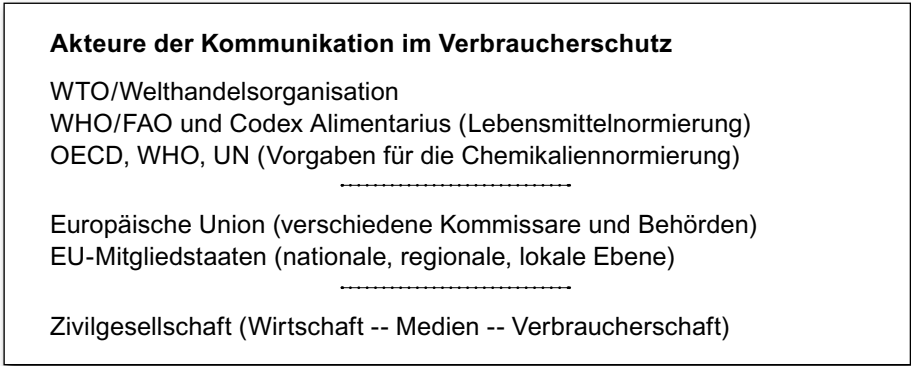 Akteure der Kommunikation im Verbraucherschutz
WTO/Welthandelsorganisation
WHO/FAO und Codex Alimentarius (Lebensmittelnormierung)
OECD, WHO, UN (Vorgaben für die Chemikaliennormierung)
Europäische Union (verschiedene Kommissare und Behörden)
EU-Mitgliedstaaten (nationale, regionale, lokale Ebene)
Zivilgesellschaft (Wirtschaft -- Medien -- Verbraucherschaft)